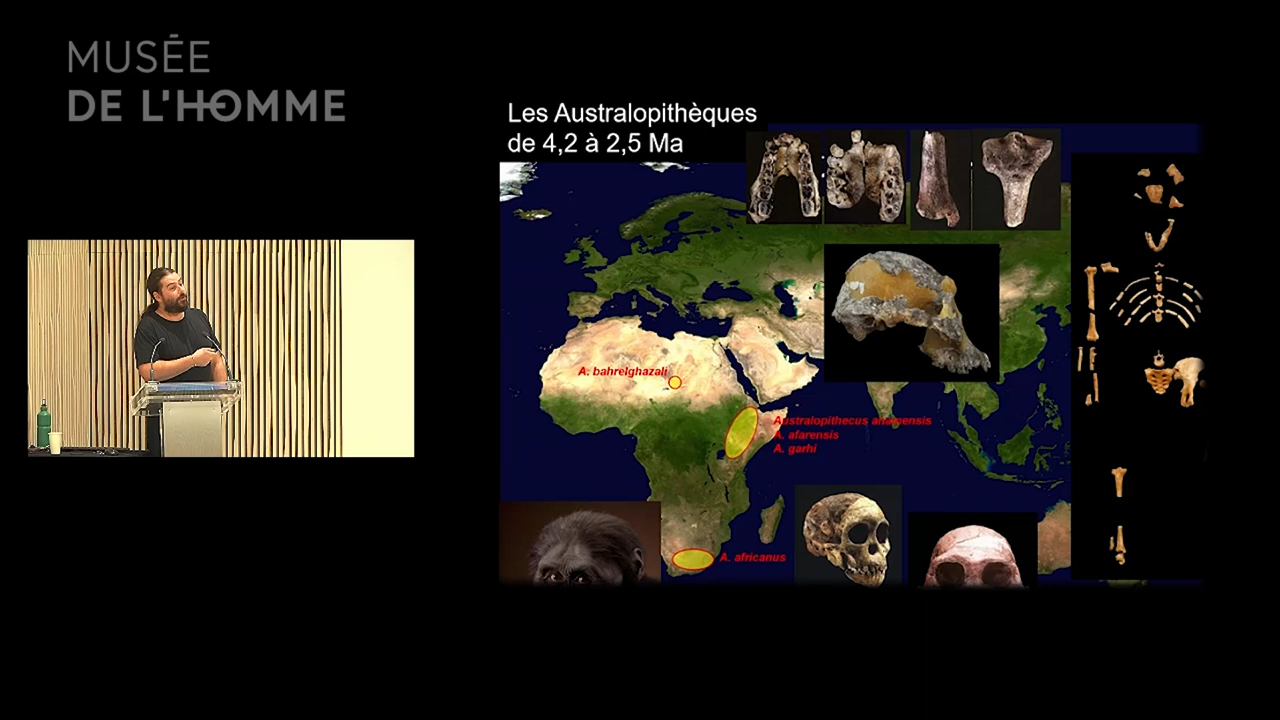 MUSÉE
DE L'HOMME
Les Australopithèques
de 4,2 à 2,5 Ma
A. bahrelghazali
Australopithecus anamensis
A. afarensis
A. garhi
A. africanus